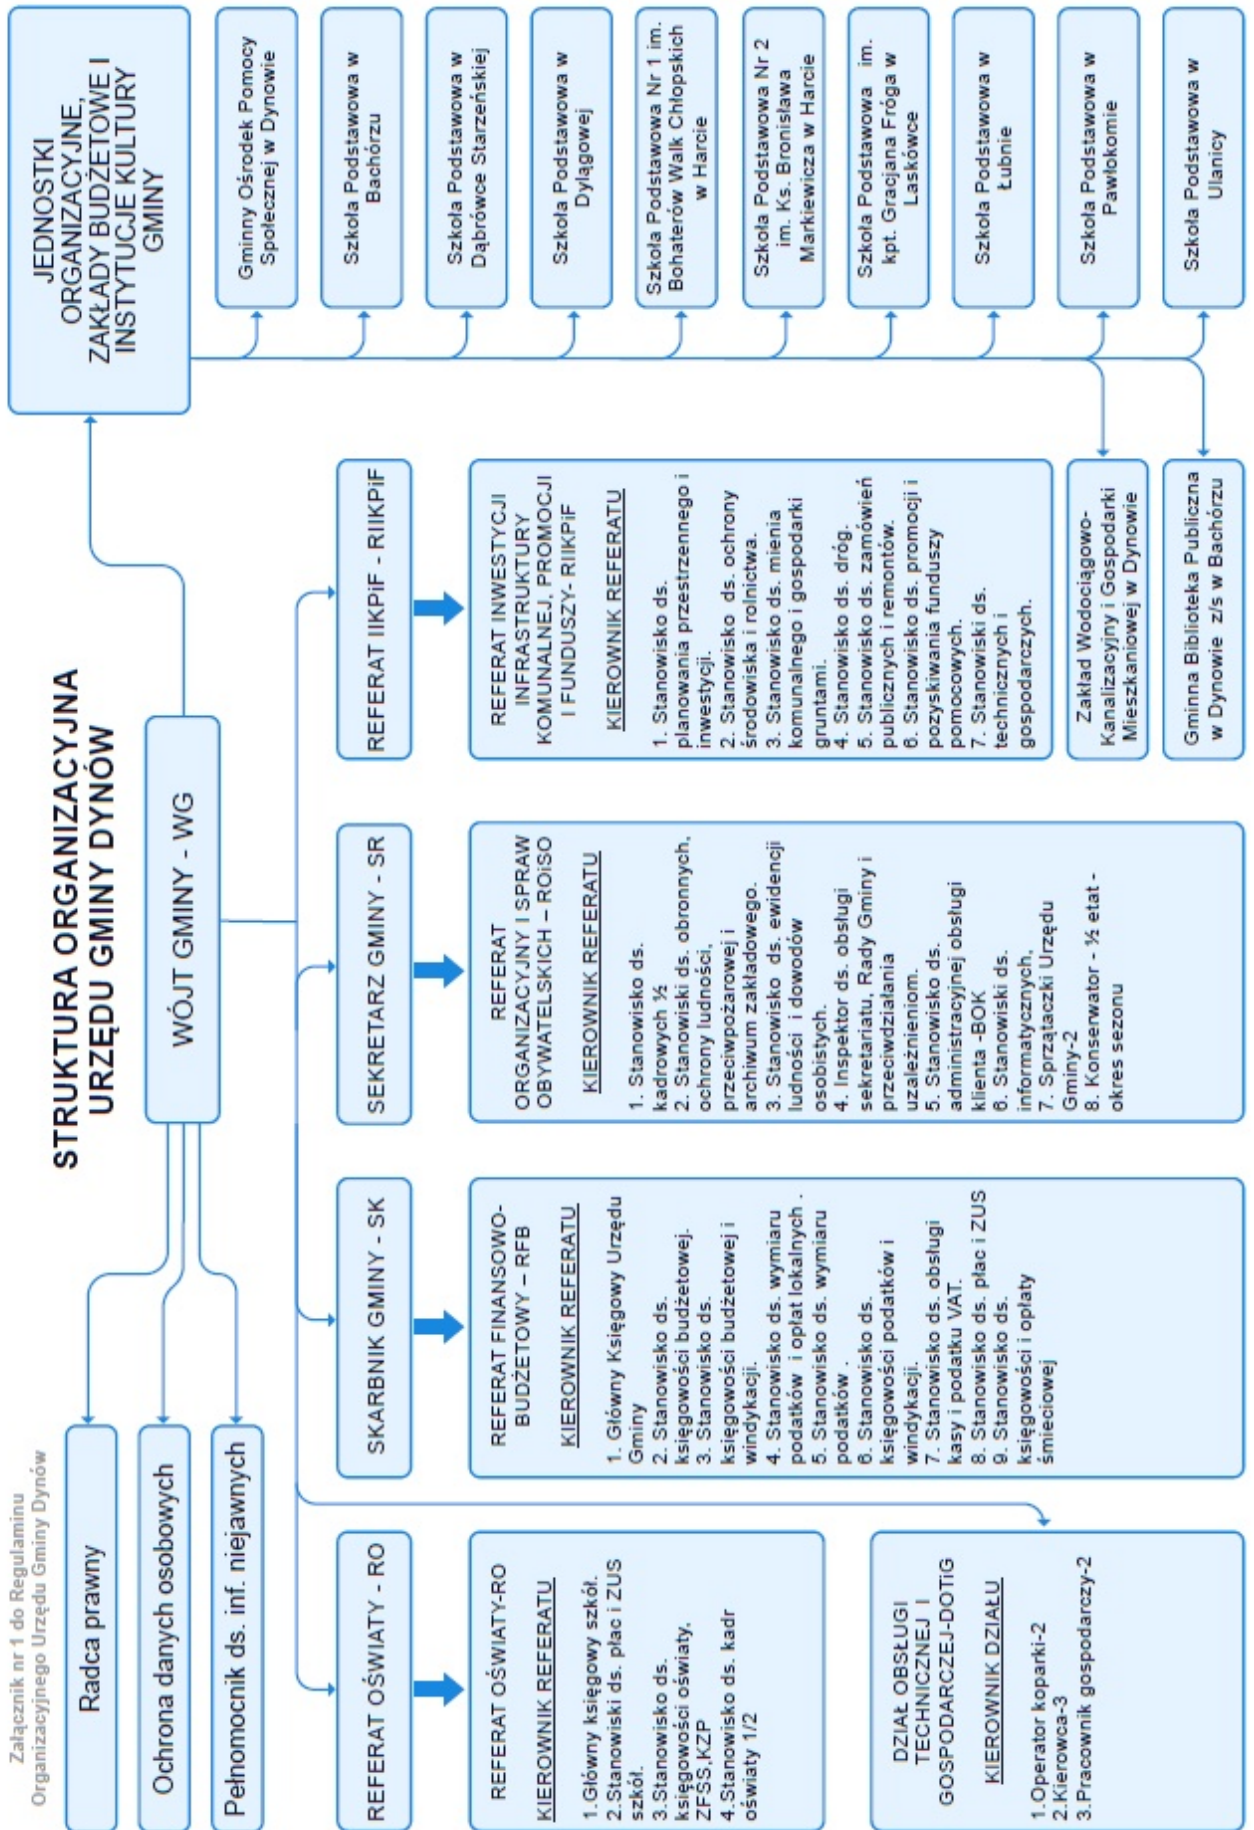 Załącznik nr 1 do Regulaminu
Organizacyjnego Urzędu Gminy Dynów
STRUKTURA ORGANIZACYJNA
URZĘDU GMINY DYNÓW
WÓJT GMINY - WG
Radca prawny
Ochrona danych osobowych
Pełnomocnik ds. inf. niejawnych
REFERAT OŚWIATY - RO
SKARBNIK GMINY - SK
SEKRETARZ GMINY - SR
REFERAT IIKPiF - RIIKPiF
REFERAT OŚWIATY-RO
KIEROWNIK REFERATU
1.Główny księgowy szkół.
2.Stanowiski ds. płac i ZUS
szkół.
3.Stanowisko ds.
księgowości oświaty,
ZFSS,KZP
4.Stanowisko ds. kadr
oświaty 1/2
DZIAŁ OBSŁUGI
TECHNICZNEJ I
GOSPODARCZEJ-DOTiG
KIEROWNIK DZIAŁU
1.Operator koparki-2
2.Kierowca-3
3.Pracownik gospodarczy-2
REFERAT FINANSOWO-
BUDŻETOWY – RFB
KIEROWNIK REFERATU
1. Główny Księgowy Urzędu
Gminy
2. Stanowisko ds.
księgowości budżetowej.
3. Stanowisko ds.
księgowości budżetowej i
windykacji.
4. Stanowisko ds. wymiaru
podatków i opłat lokalnych .
5. Stanowisko ds. wymiaru
podatków .
6. Stanowisko ds.
księgowości podatków i
windykacji.
7. Stanowisko ds. obsługi
kasy i podatku VAT.
8. Stanowisko ds. płac i ZUS
9. Stanowisko ds.
księgowości i opłaty
śmieciowej
REFERAT
ORGANIZACYJNY I SPRAW
OBYWATELSKICH – ROiSO
KIEROWNIK REFERATU
1. Stanowisko ds.
kadrowych ½
2. Stanowiski ds. obronnych,
ochrony ludności,
przeciwpożarowej i
archiwum zakładowego.
3. Stanowisko ds. ewidencji
ludności i dowodów
osobistych.
4. Inspektor ds. obsługi
sekretariatu, Rady Gminy i
przeciwdziałania
uzależnieniom.
5. Stanowisko ds.
administracyjnej obsługi
klienta -BOK
6. Stanowiski ds.
informatycznych,
7. Sprzątaczki Urzędu
Gminy-2
8. Konserwator - ½ etat -
okres sezonu
REFERAT INWESTYCJI
INFRASTRUKTURY
KOMUNALNEJ, PROMOCJI
I FUNDUSZY- RIIKPiF
KIEROWNIK REFERATU
1. Stanowisko ds.
planowania przestrzennego i
inwestycji.
2. Stanowisko ds. ochrony
środowiska i rolnictwa.
3. Stanowisko ds. mienia
komunalnego i gospodarki
gruntami.
4. Stanowisko ds. dróg.
5. Stanowisko ds. zamówień
publicznych i remontów.
6. Stanowisko ds. promocji i
pozyskiwania funduszy
pomocowych.
7. Stanowiski ds.
technicznych i
gospodarczych.
JEDNOSTKI
ORGANIZACYJNE,
ZAKŁADY BUDŻETOWE I
INSTYTUCJE KULTURY
GMINY
Gminny Ośrodek Pomocy
Społecznej w Dynowie
Szkoła Podstawowa w
Bachórzu
Szkoła Podstawowa w
Dąbrówce Starzeńskiej
Szkoła Podstawowa w
Dylągowej
Szkoła Podstawowa Nr 1 im.
Bohaterów Walk Chłopskich
w Harcie
Szkoła Podstawowa Nr 2
im. Ks. Bronisława
Markiewicza w Harcie
Szkoła Podstawowa im.
kpt. Gracjana Fróga w
Laskówce
Szkoła Podstawowa w
Łubnie
Szkoła Podstawowa w
Pawłokomie
Szkoła Podstawowa w
Ulanicy
Zakład Wodociągowo-
Kanalizacyjny i Gospodarki
Mieszkaniowej w Dynowie
Gminna Biblioteka Publiczna
w Dynowie z/s w Bachórzu